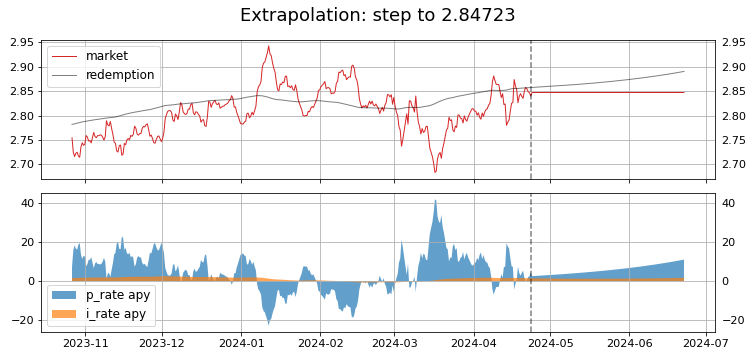 Extrapolation: step to 2.84723
2.95 2.95
market
redemption
2.90 2.90
2.85 2.85
2.80 2.80
2.75 2.75
2.70 2.70
40 40
20 20
0 0
p_rate apy
i_rate apy
−20 −20
2023-11 2023-12 2024-01 2024-02 2024-03 2024-04 2024-05 2024-06 2024-07